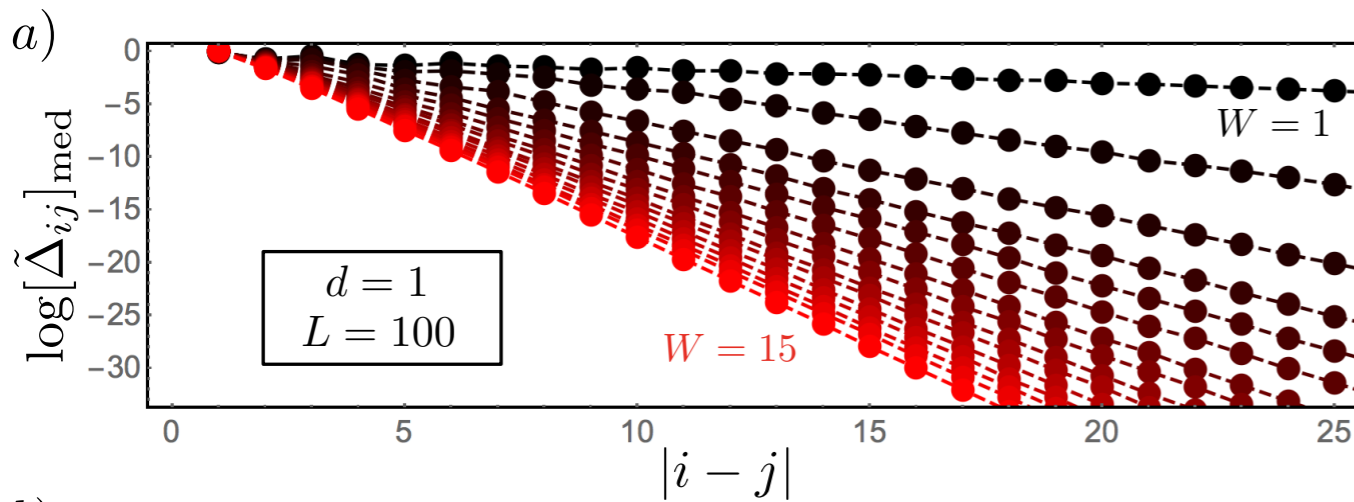 a)
0
−5
−10
−15
−20
−25
−30
log[Δ̃_{ij}]_{med}
W = 1
d = 1
L = 100
W = 15
0 5 10 15 20 25
|i − j|